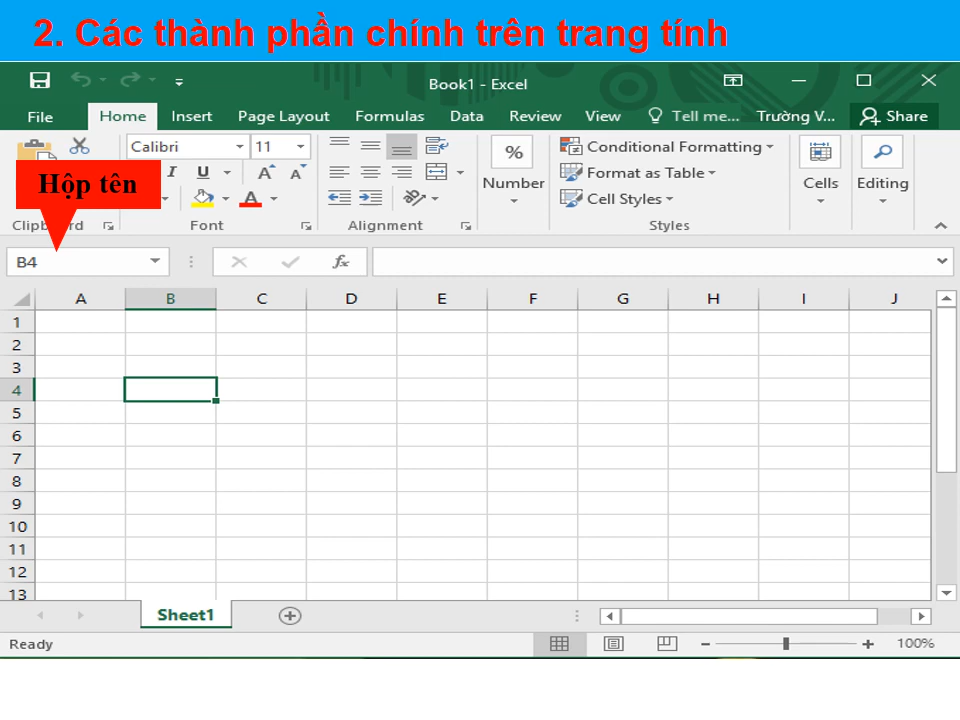 2. Các thành phần chính trên trang tính
Book1 - Excel
File Home Insert Page Layout Formulas Data Review View Tell me... Trường V... Share
Calibri 11 % Conditional Formatting
Hộp tên I U A A Number Format as Table Cells Editing
A Cell Styles
Font Alignment Styles
B4 fx
A B C D E F G H I J
1
2
3
4
5
6
7
8
9
10
11
12
13
Sheet1
Ready 100%